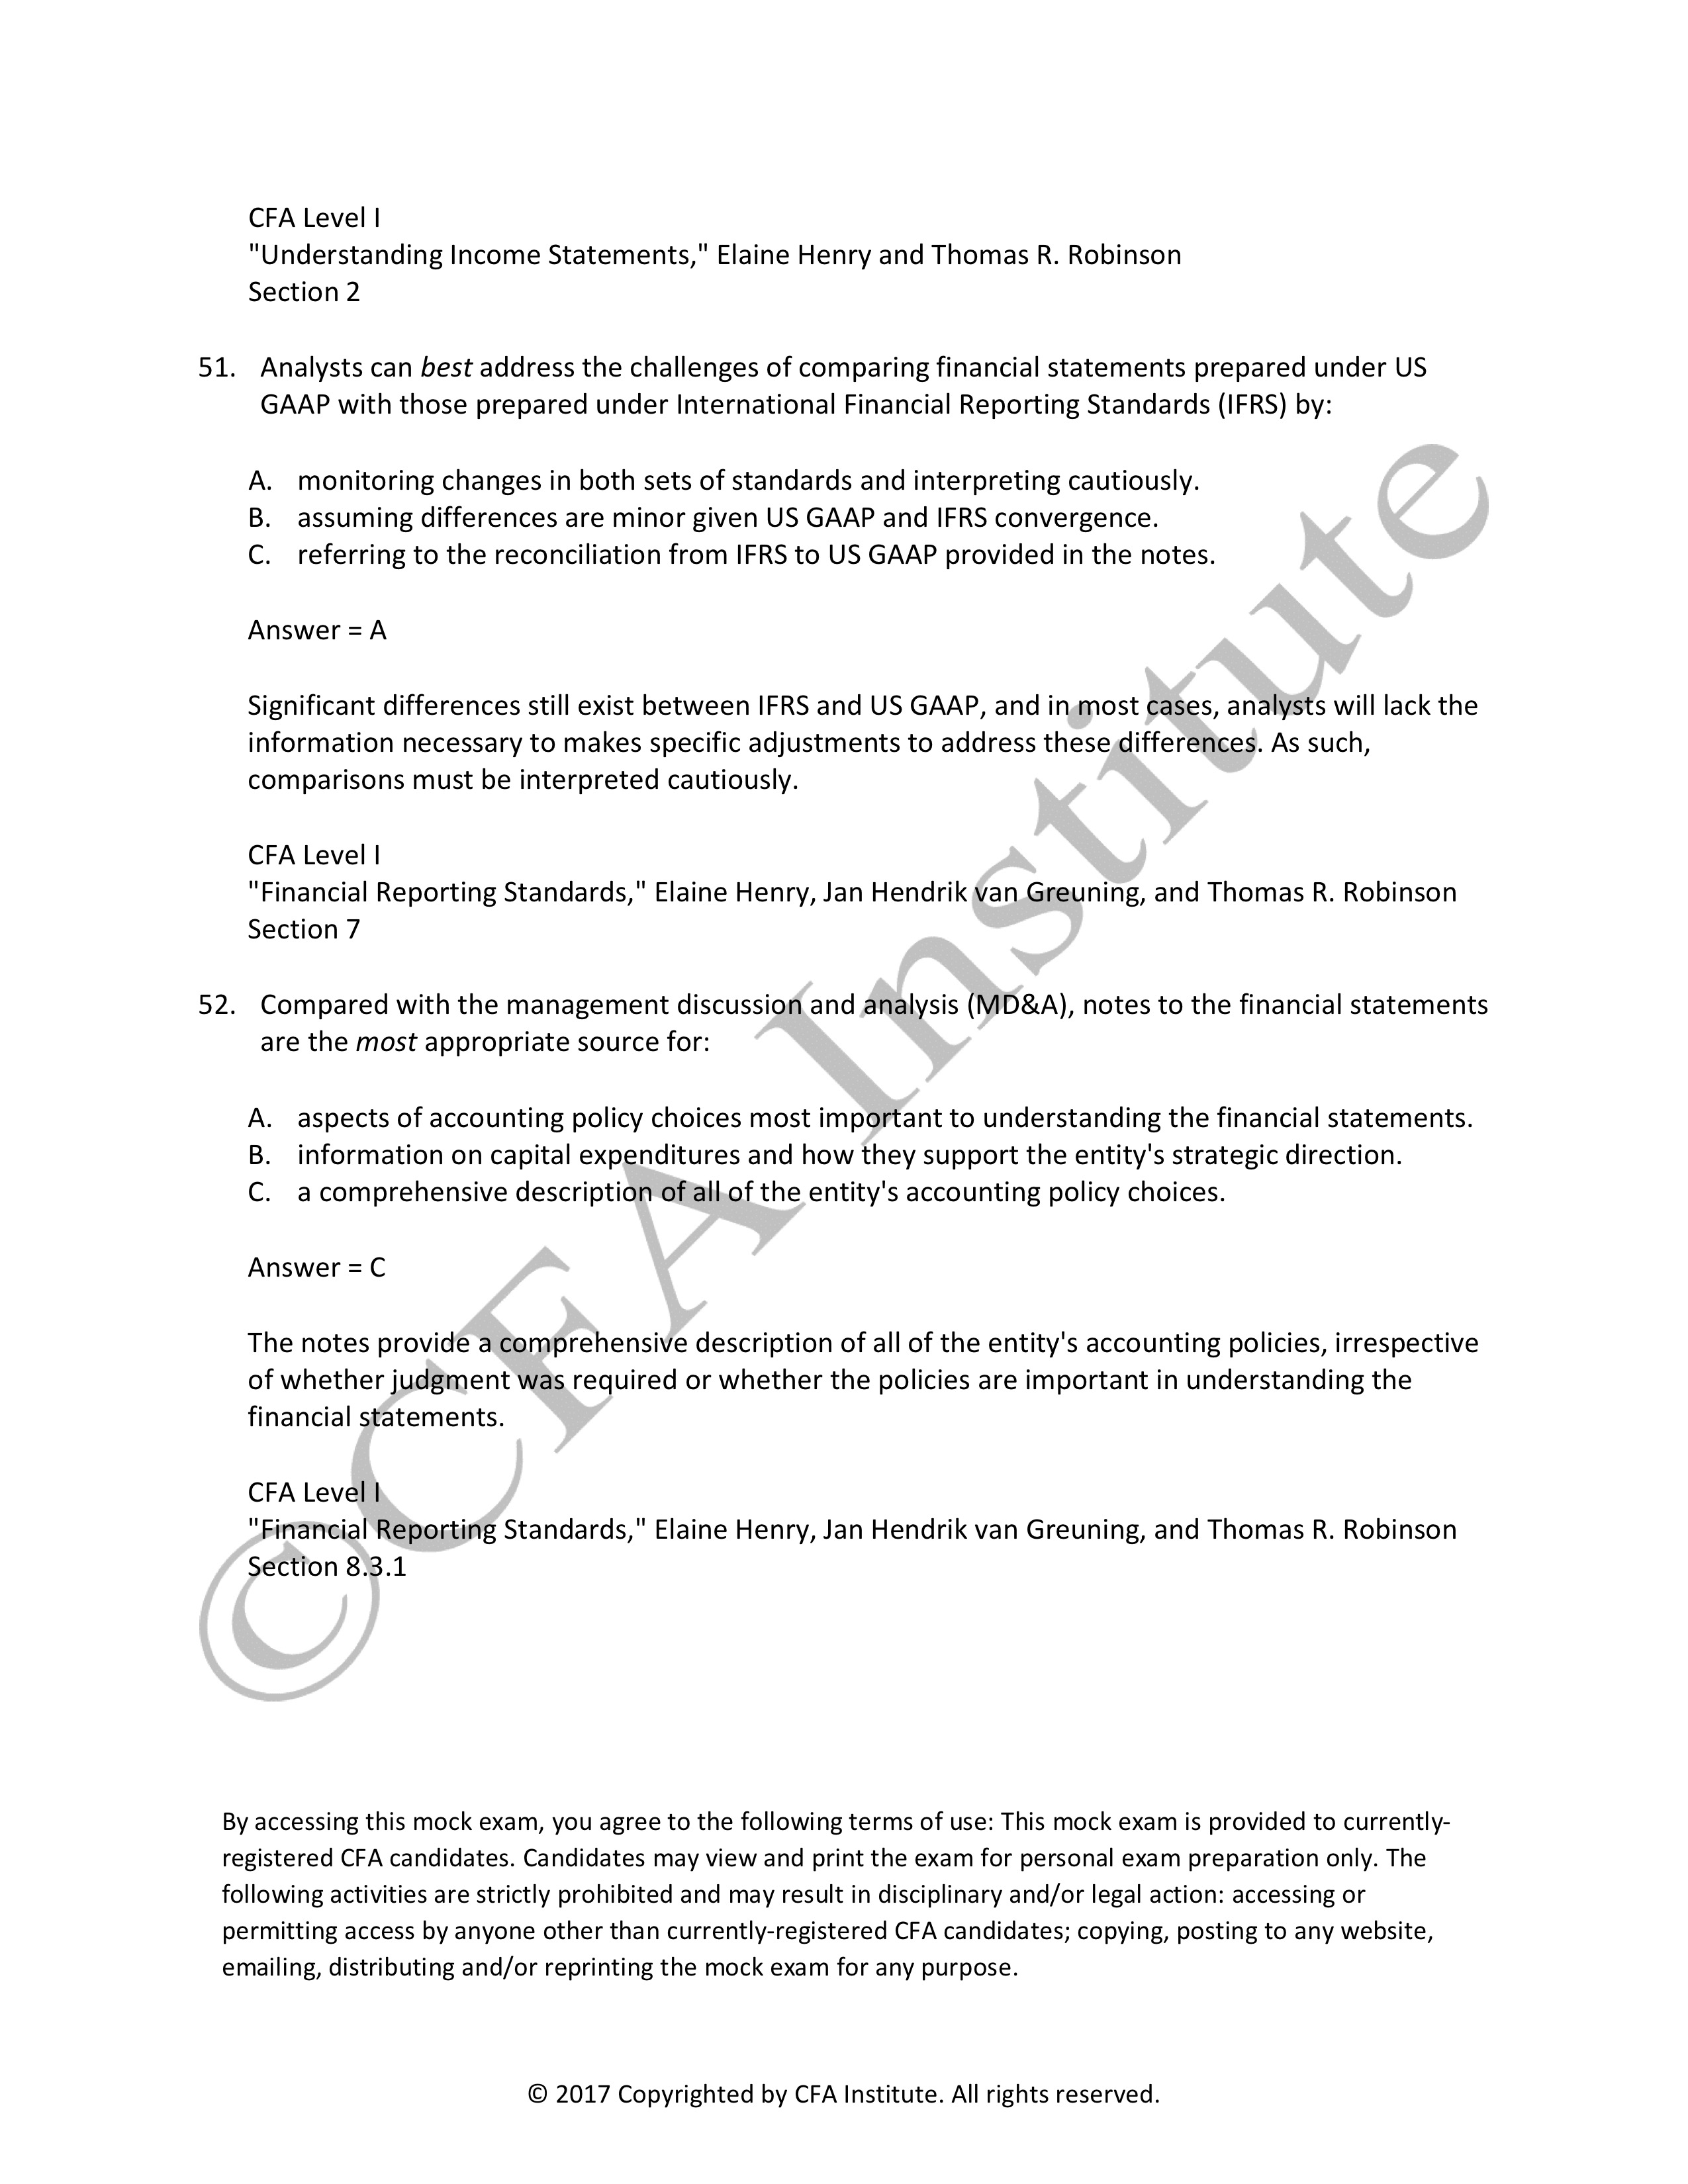 CFA Level I
"Understanding Income Statements," Elaine Henry and Thomas R. Robinson
Section 2
51. Analysts can best address the challenges of comparing financial statements prepared under US
GAAP with those prepared under International Financial Reporting Standards (IFRS) by:
A. monitoring changes in both sets of standards and interpreting cautiously.
B. assuming differences are minor given US GAAP and IFRS convergence.
C. referring to the reconciliation from IFRS to US GAAP provided in the notes.
Answer = A
Significant differences still exist between IFRS and US GAAP, and in most cases, analysts will lack the
information necessary to makes specific adjustments to address these differences. As such,
comparisons must be interpreted cautiously.
CFA Level I
"Financial Reporting Standards," Elaine Henry, Jan Hendrik van Greuning, and Thomas R. Robinson
Section 7
52. Compared with the management discussion and analysis (MD&A), notes to the financial statements
are the most appropriate source for:
A. aspects of accounting policy choices most important to understanding the financial statements.
B. information on capital expenditures and how they support the entity's strategic direction.
C. a comprehensive description of all of the entity's accounting policy choices.
Answer = C
The notes provide a comprehensive description of all of the entity's accounting policies, irrespective
of whether judgment was required or whether the policies are important in understanding the
financial statements.
CFA Level I
"Financial Reporting Standards," Elaine Henry, Jan Hendrik van Greuning, and Thomas R. Robinson
Section 8.3.1
©CFA Institute
By accessing this mock exam, you agree to the following terms of use: This mock exam is provided to currently-
registered CFA candidates. Candidates may view and print the exam for personal exam preparation only. The
following activities are strictly prohibited and may result in disciplinary and/or legal action: accessing or
permitting access by anyone other than currently-registered CFA candidates; copying, posting to any website,
emailing, distributing and/or reprinting the mock exam for any purpose.
© 2017 Copyrighted by CFA Institute. All rights reserved.